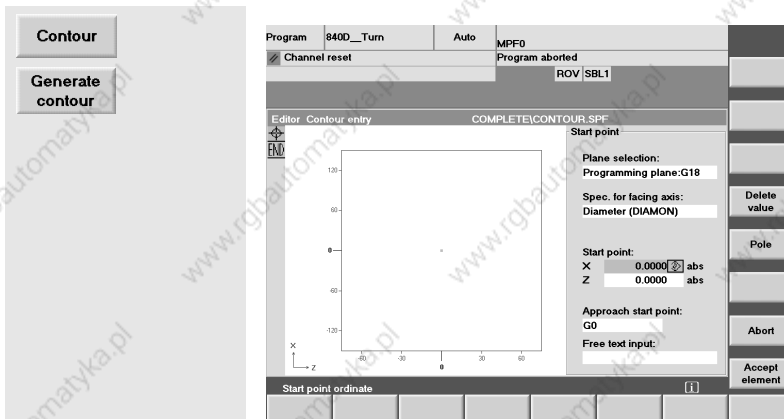 Contour
Generate
contour
Program 840D__Turn Auto MPF0
Channel reset Program aborted
ROV SBL1
Editor Contour entry COMPLETE\CONTOUR.SPF
END
Start point
Plane selection:
Programming plane:G18
Spec. for facing axis:
Diameter (DIAMON)
Start point:
X 0.0000 abs
Z 0.0000 abs
Approach start point:
G0
Free text input:
120
60
0
-60
-120
X
Z
-60 -30 0 30 60
Start point ordinate
i
Delete
value
Pole
Abort
Accept
element
www.rgbautomatyka.pl